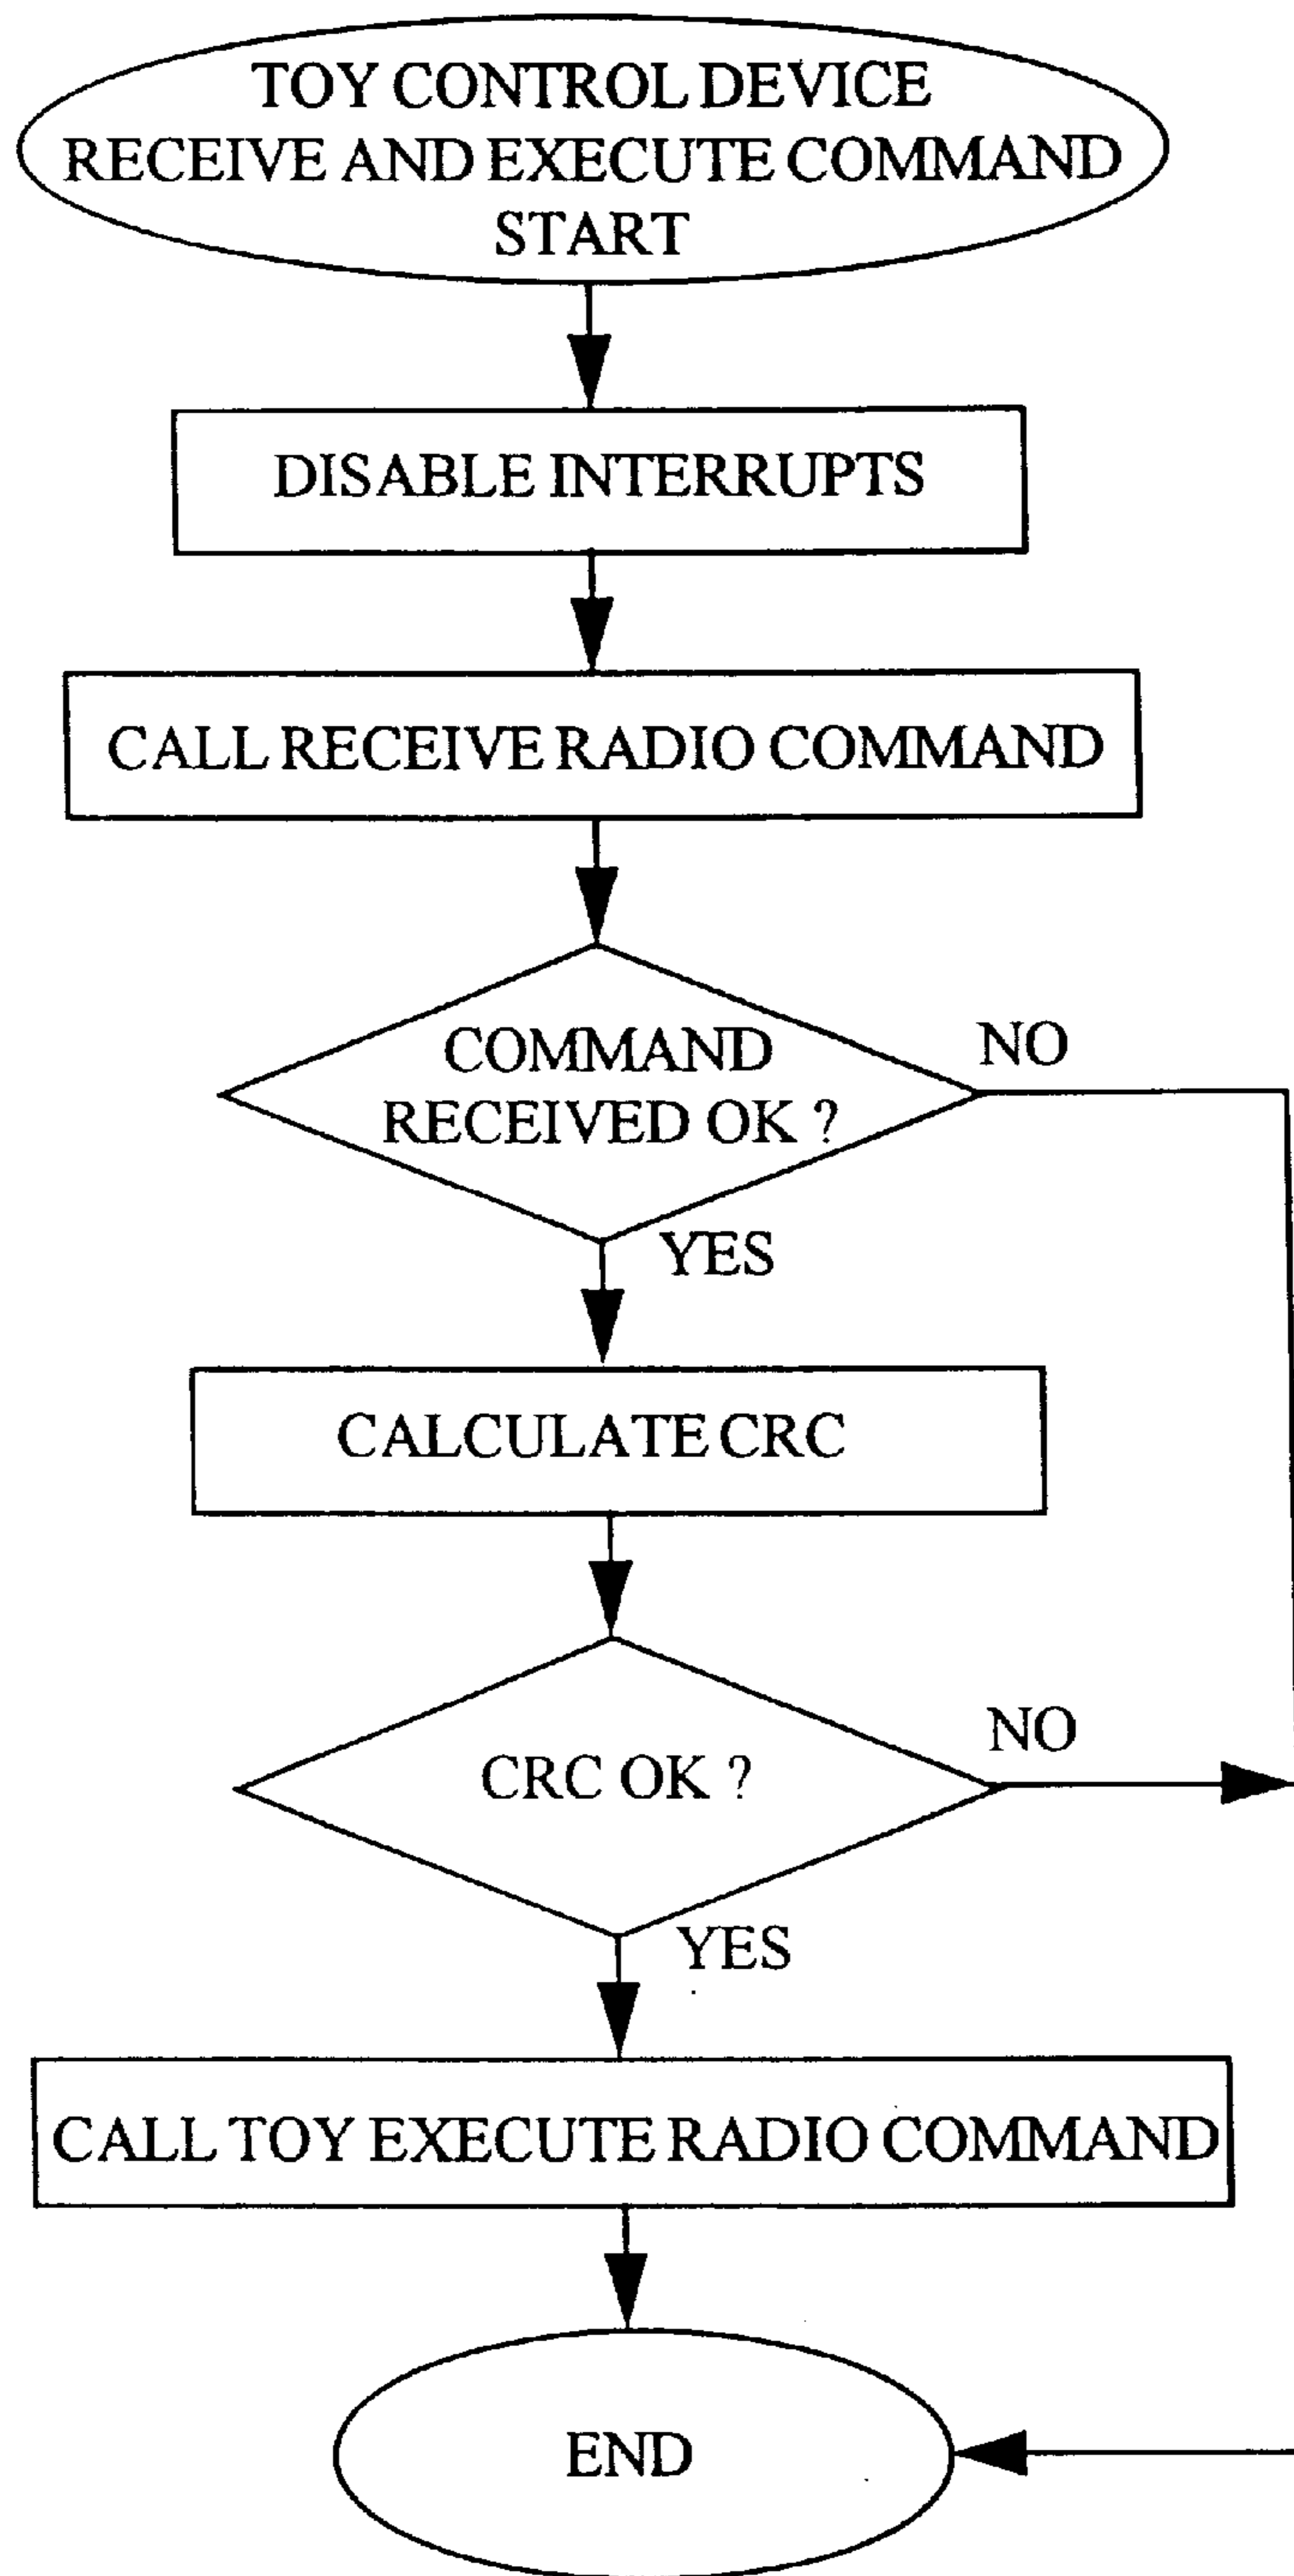 TOY CONTROL DEVICE
RECEIVE AND EXECUTE COMMAND
START
DISABLE INTERRUPTS
CALL RECEIVE RADIO COMMAND
COMMAND
RECEIVED OK ?
NO
YES
CALCULATE CRC
CRC OK ?
NO
YES
CALL TOY EXECUTE RADIO COMMAND
END